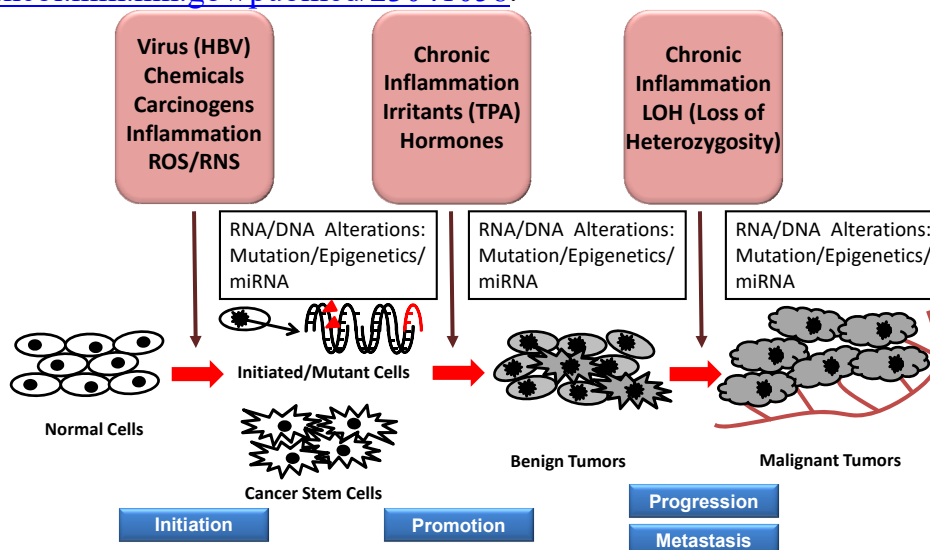 Virus (HBV)
Chemicals
Carcinogens
Inflammation
ROS/RNS
Chronic
Inflammation
Irritants (TPA)
Hormones
Chronic
Inflammation
LOH (Loss of
Heterozygosity)
RNA/DNA Alterations:
Mutation/Epigenetics/
miRNA
RNA/DNA Alterations:
Mutation/Epigenetics/
miRNA
RNA/DNA Alterations:
Mutation/Epigenetics/
miRNA
Normal Cells
Initiated/Mutant Cells
Cancer Stem Cells
Benign Tumors
Malignant Tumors
Initiation
Promotion
Progression
Metastasis